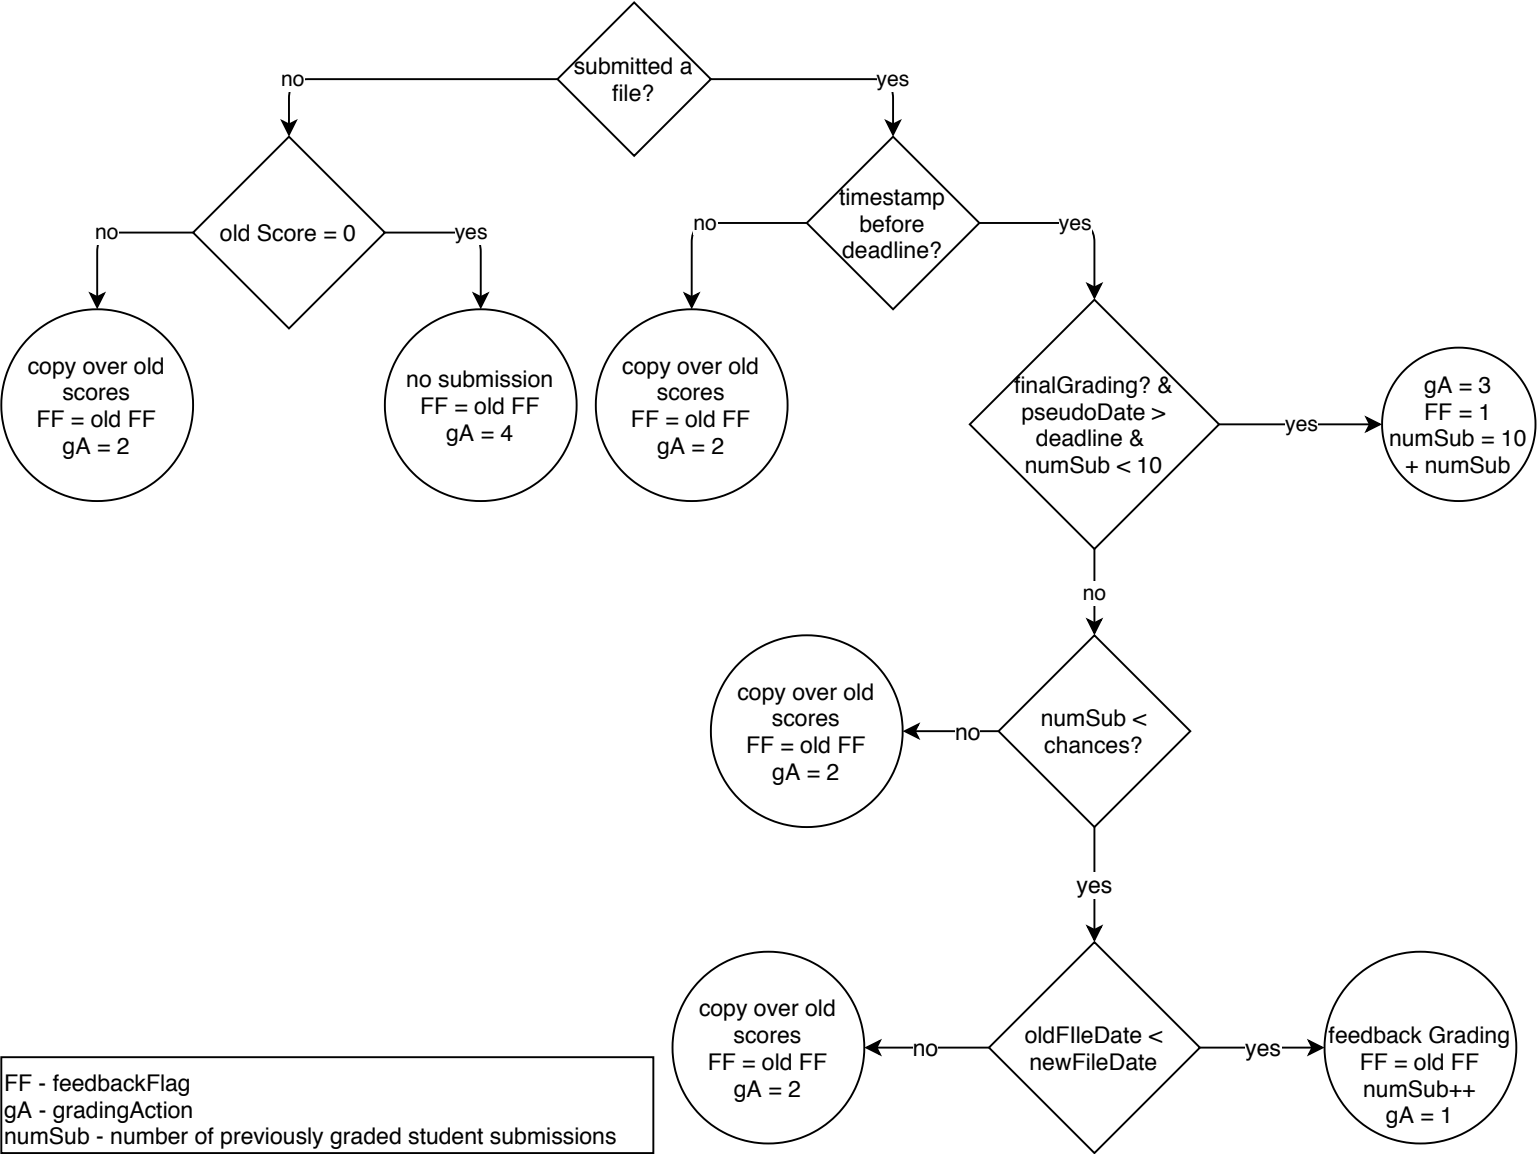 submitted a
file?
no
yes
old Score = 0
no
yes
timestamp
before
deadline?
no
yes
copy over old
scores
FF = old FF
gA = 2
no submission
FF = old FF
gA = 4
copy over old
scores
FF = old FF
gA = 2
finalGrading? &
pseudoDate >
deadline &
numSub < 10
yes
gA = 3
FF = 1
numSub = 10
+ numSub
no
numSub <
chances?
no
copy over old
scores
FF = old FF
gA = 2
yes
oldFIleDate <
newFileDate
no
copy over old
scores
FF = old FF
gA = 2
yes
feedback Grading
FF = old FF
numSub++
gA = 1
FF - feedbackFlag
gA - gradingAction
numSub - number of previously graded student submissions